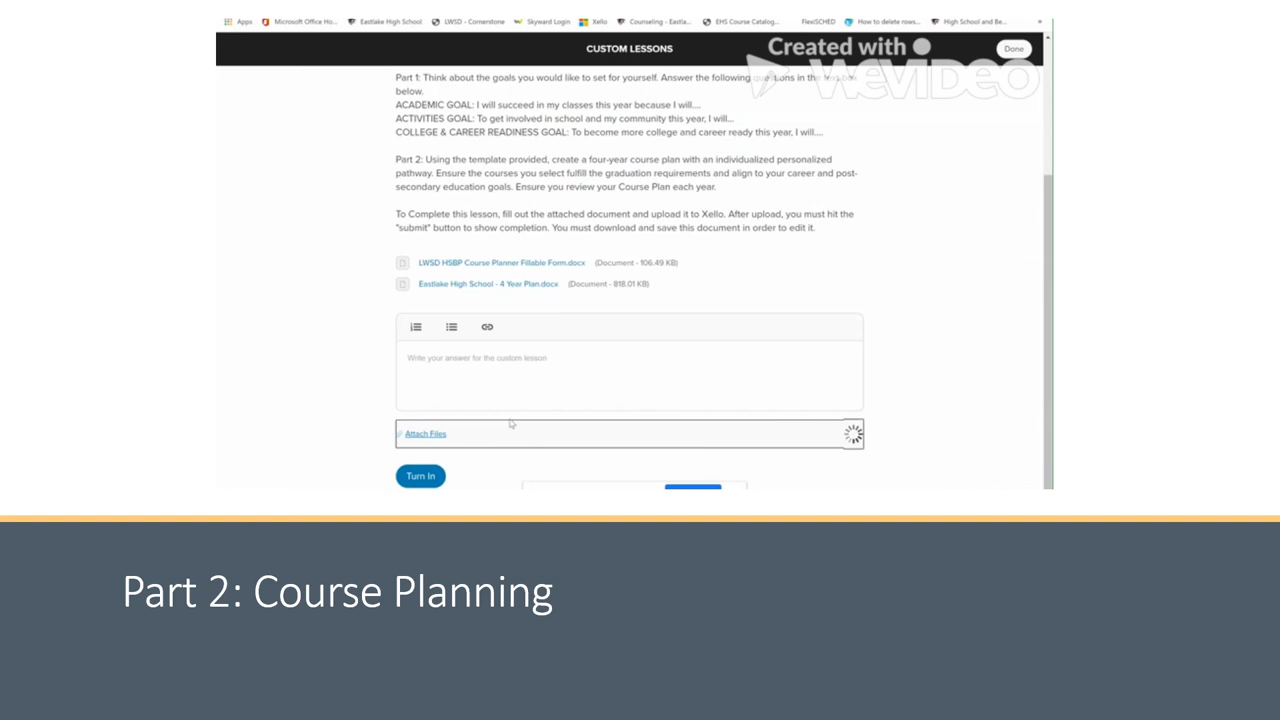 Apps Microsoft Office Ho... Eastlake High School LWSD - Cornerstone Skyward Login Xello Counseling - Eastla... EHS Course Catalog... FlexiSCHED How to delete rows... High School and Be... »
CUSTOM LESSONS
Created with
Done
WEVIDEO
Part 1: Think about the goals you would like to set for yourself. Answer the following questions in the text box
below.
ACADEMIC GOAL: I will succeed in my classes this year because I will....
ACTIVITIES GOAL: To get involved in school and my community this year, I will...
COLLEGE & CAREER READINESS GOAL: To become more college and career ready this year, I will....
Part 2: Using the template provided, create a four-year course plan with an individualized personalized
pathway. Ensure the courses you select fulfill the graduation requirements and align to your career and post-
secondary education goals. Ensure you review your Course Plan each year.
To Complete this lesson, fill out the attached document and upload it to Xello. After upload, you must hit the
"submit" button to show completion. You must download and save this document in order to edit it.
LWSD HSBP Course Planner Fillable Form.docx (Document - 106.49 KB)
Eastlake High School - 4 Year Plan.docx (Document - 818.01 KB)
Write your answer for the custom lesson
Attach Files
Turn In
Part 2: Course Planning